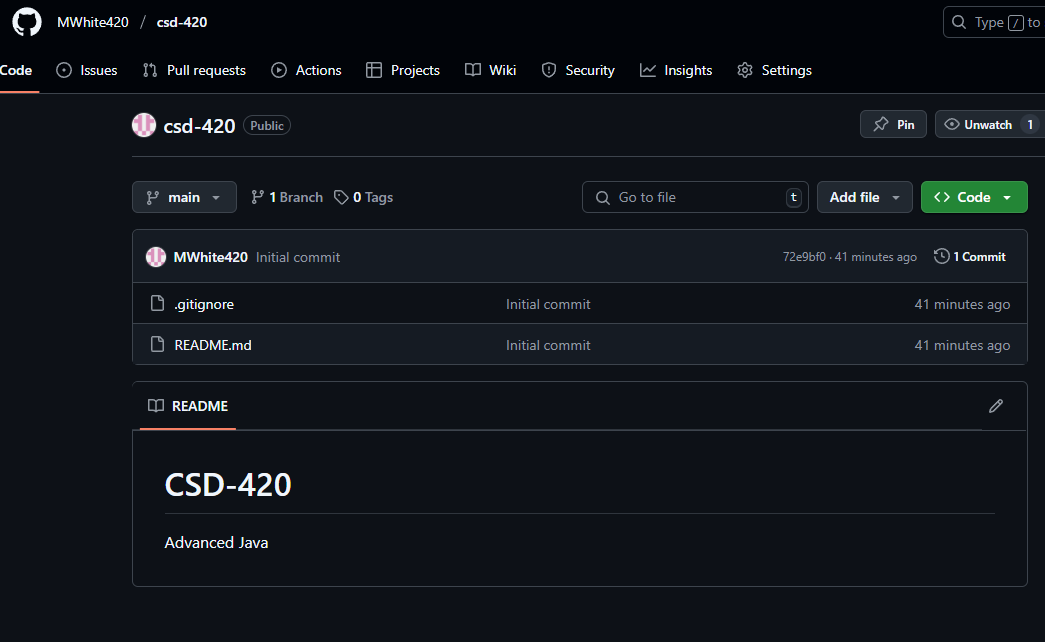 MWhite420 / csd-420 Type / to
Code Issues Pull requests Actions Projects Wiki Security Insights Settings
csd-420 Public Pin Unwatch 1
main 1 Branch 0 Tags Go to file t Add file Code
MWhite420 Initial commit 72e9bf0 · 41 minutes ago 1 Commit
.gitignore Initial commit 41 minutes ago
README.md Initial commit 41 minutes ago
README
CSD-420
Advanced Java